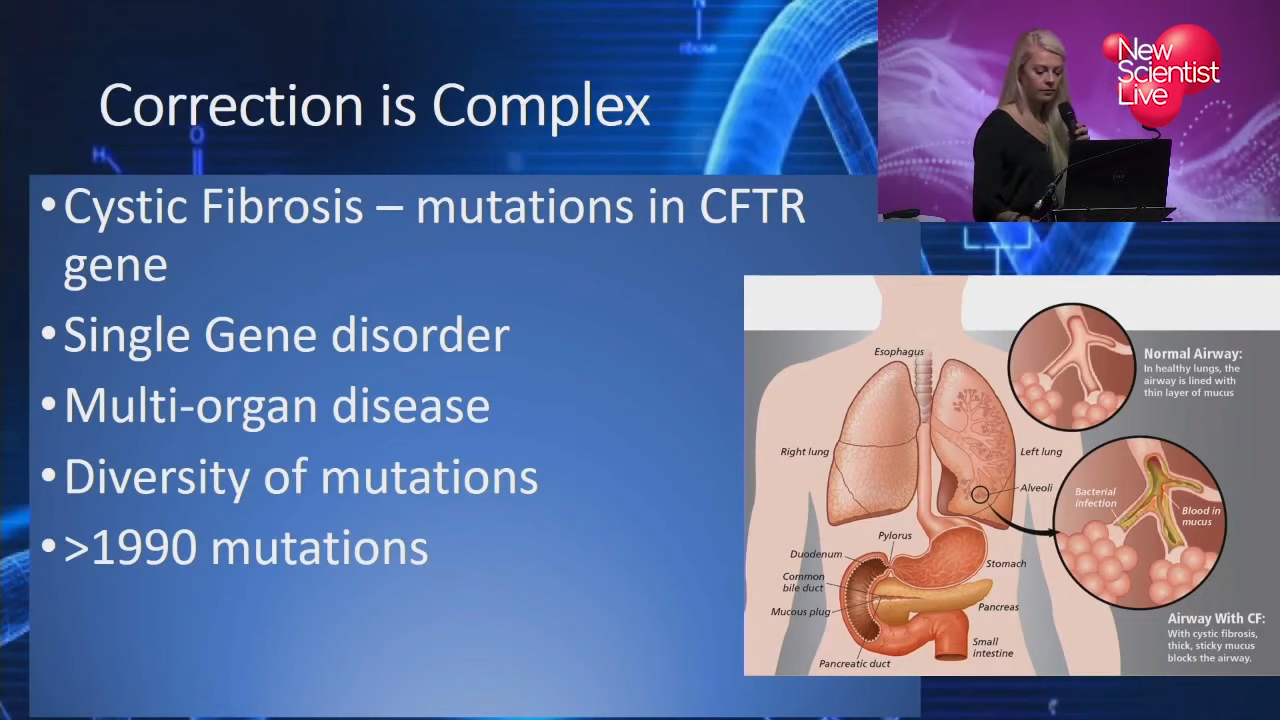 Correction is Complex
• Cystic Fibrosis – mutations in CFTR
gene
• Single Gene disorder
• Multi-organ disease
• Diversity of mutations
• >1990 mutations
New
Scientist
Live
DELL
ribose
H
O
Esophagus
Right lung
Left lung
Alveoli
Pylorus
Duodenum
Common
bile duct
Mucous plug
Pancreatic duct
Stomach
Pancreas
Small
intestine
Normal Airway:
In healthy lungs, the
airway is lined with
thin layer of mucus
Bacterial
infection
Blood in
mucus
Airway With CF:
With cystic fibrosis,
thick, sticky mucus
blocks the airway.